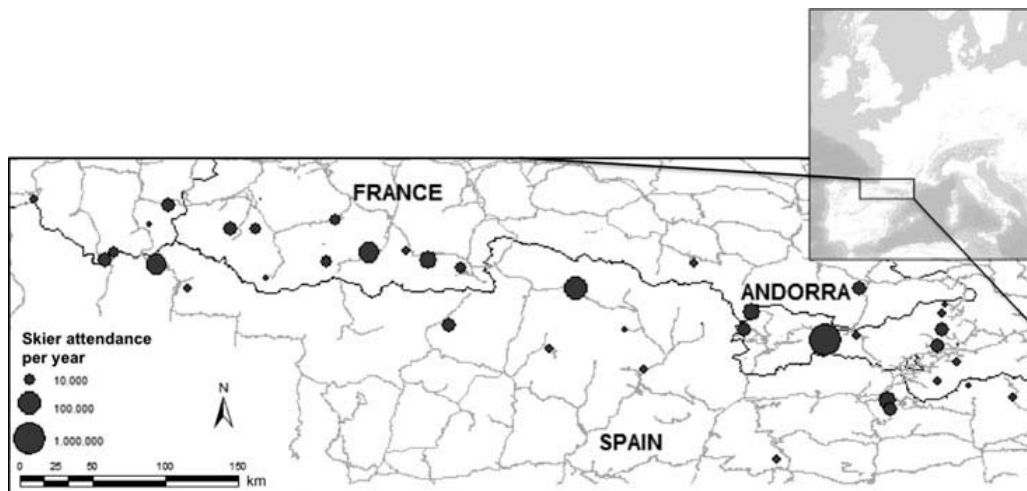 FRANCE
ANDORRA
Skier attendance
per year
10.000
100.000
1.000.000
N
SPAIN
0 25 50 100 150
km